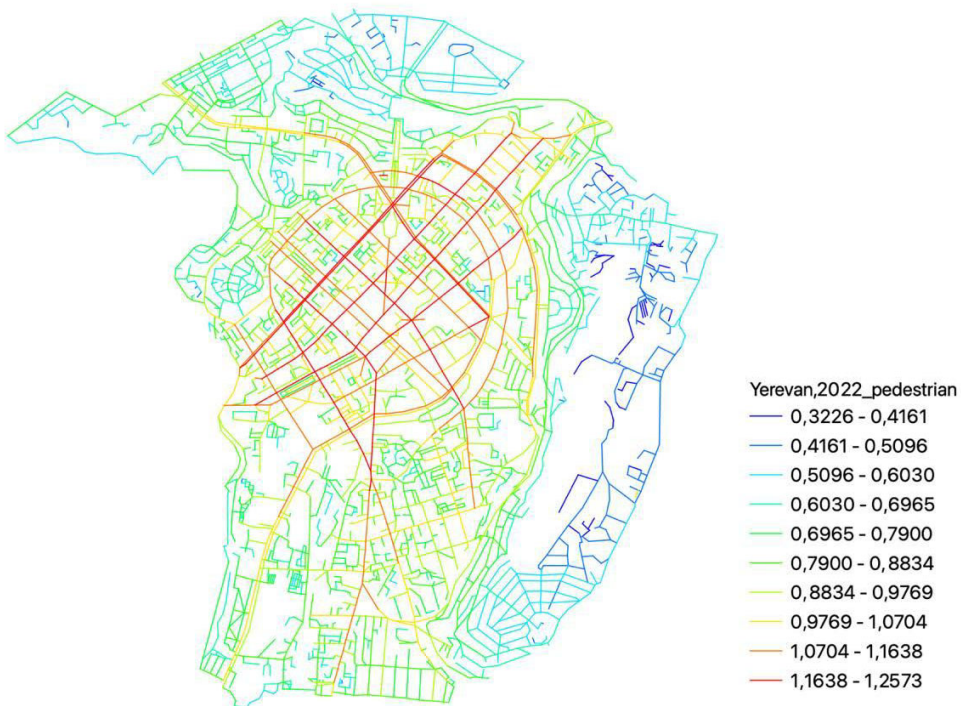 Yerevan,2022_pedestrian
0,3226 - 0,4161
0,4161 - 0,5096
0,5096 - 0,6030
0,6030 - 0,6965
0,6965 - 0,7900
0,7900 - 0,8834
0,8834 - 0,9769
0,9769 - 1,0704
1,0704 - 1,1638
1,1638 - 1,2573